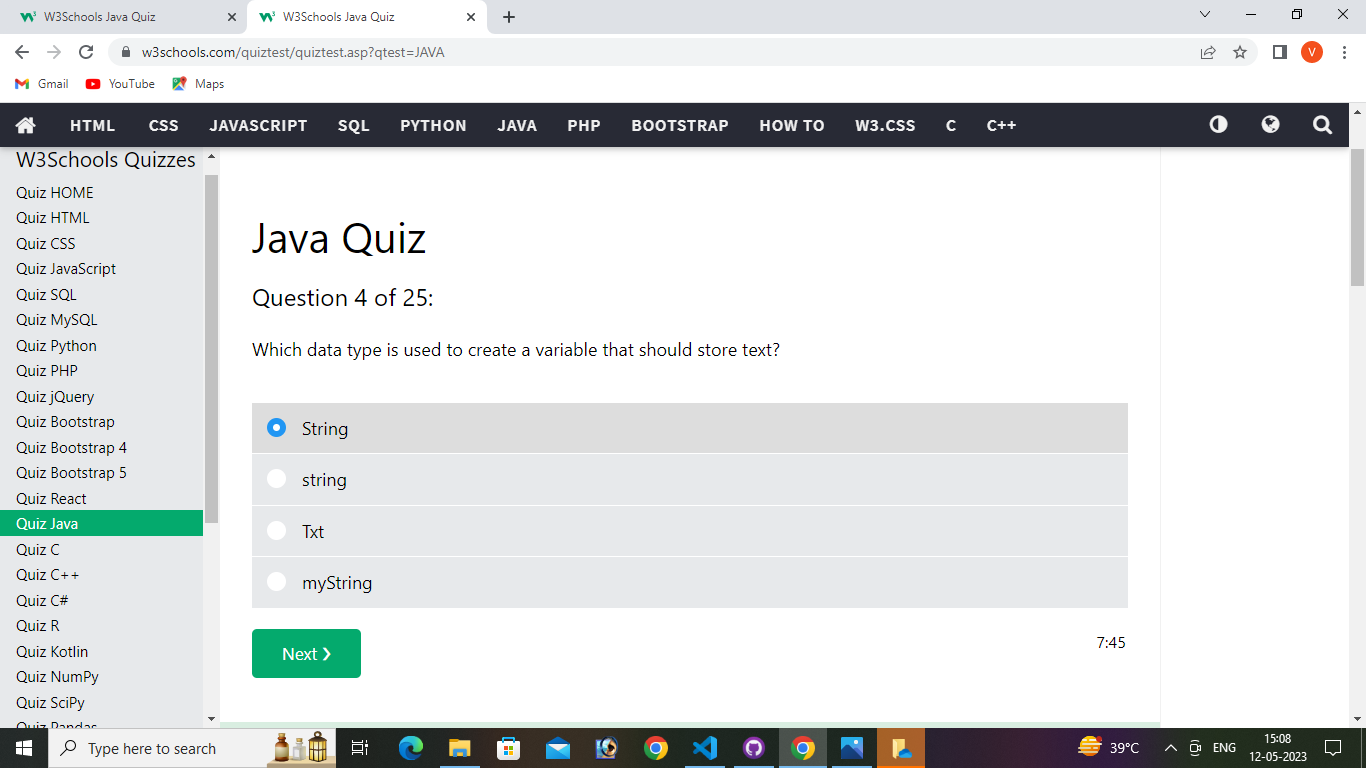 W3Schools Java Quiz
W3Schools Java Quiz
w3schools.com/quiztest/quiztest.asp?qtest=JAVA
V
Gmail
YouTube
Maps
HTML CSS JAVASCRIPT SQL PYTHON JAVA PHP BOOTSTRAP HOW TO W3.CSS C C++
W3Schools Quizzes
Quiz HOME
Quiz HTML
Quiz CSS
Quiz JavaScript
Quiz SQL
Quiz MySQL
Quiz Python
Quiz PHP
Quiz jQuery
Quiz Bootstrap
Quiz Bootstrap 4
Quiz Bootstrap 5
Quiz React
Quiz Java
Quiz C
Quiz C++
Quiz C#
Quiz R
Quiz Kotlin
Quiz NumPy
Quiz SciPy
Quiz Pandas
Java Quiz
Question 4 of 25:
Which data type is used to create a variable that should store text?
String
string
Txt
myString
Next ❯
7:45
Type here to search
39°C
ENG
15:08
12-05-2023